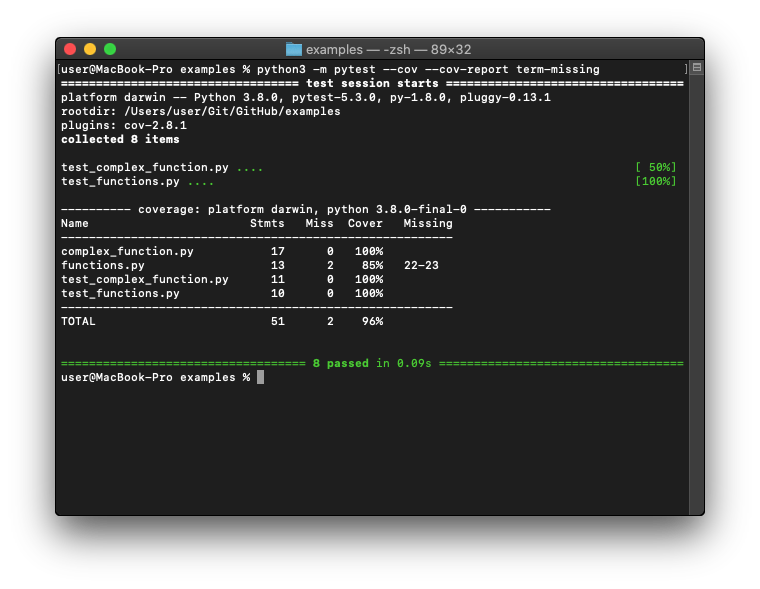 examples — -zsh — 89×32
[user@MacBook-Pro examples % python3 -m pytest --cov --cov-report term-missing ]
================================== test session starts ==================================
platform darwin -- Python 3.8.0, pytest-5.3.0, py-1.8.0, pluggy-0.13.1
rootdir: /Users/user/Git/GitHub/examples
plugins: cov-2.8.1
collected 8 items
test_complex_function.py .... [ 50%]
test_functions.py .... [100%]
---------- coverage: platform darwin, python 3.8.0-final-0 -----------
Name Stmts Miss Cover Missing
--------------------------------------------------------
complex_function.py 17 0 100%
functions.py 13 2 85% 22-23
test_complex_function.py 11 0 100%
test_functions.py 10 0 100%
--------------------------------------------------------
TOTAL 51 2 96%
=================================== 8 passed in 0.09s ===================================
user@MacBook-Pro examples %